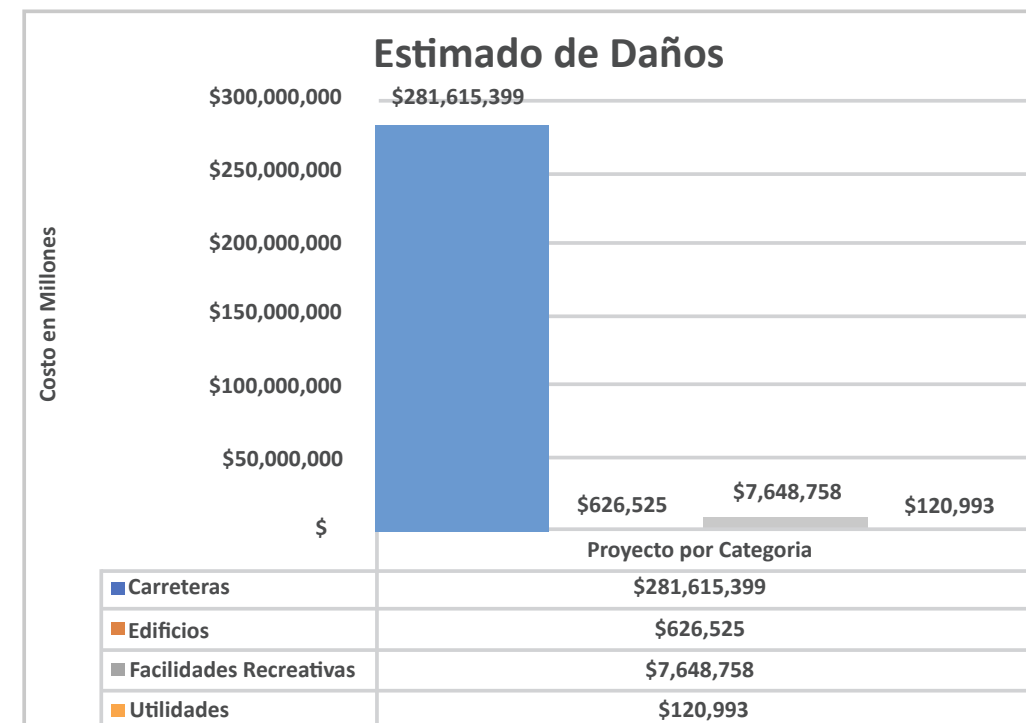 Estimado de Daños
$300,000,000
$281,615,399
$250,000,000
$200,000,000
$150,000,000
$100,000,000
$50,000,000
$
Costo en Millones
$626,525
$7,648,758
$120,993
Proyecto por Categoria
Carreteras $281,615,399
Edificios $626,525
Facilidades Recreativas $7,648,758
Utilidades $120,993